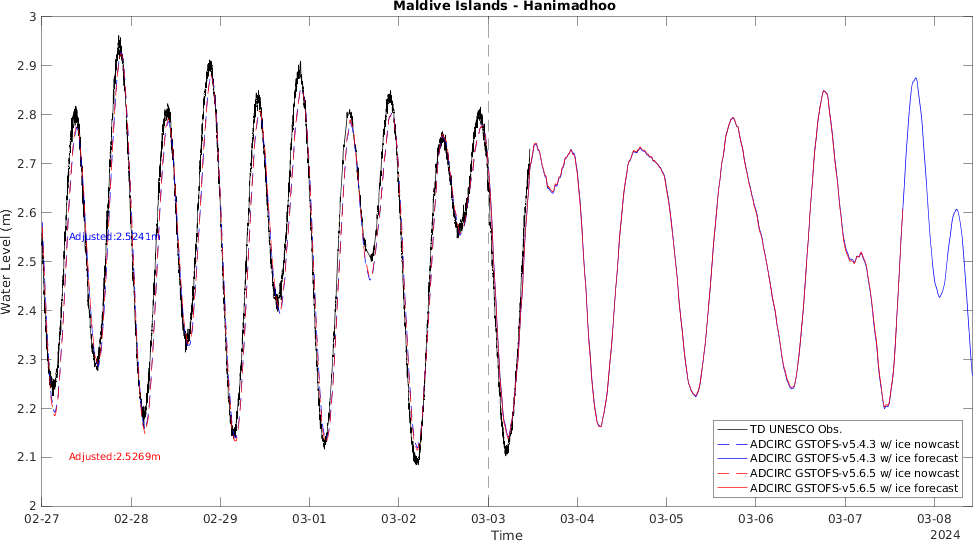 Maldive Islands - Hanimadhoo
Water Level (m)
3
2.9
2.8
2.7
2.6
2.5
2.4
2.3
2.2
2.1
2
Adjusted:2.5241m
Adjusted:2.5269m
TD UNESCO Obs.
ADCIRC GSTOFS-v5.4.3 w/ ice nowcast
ADCIRC GSTOFS-v5.4.3 w/ ice forecast
ADCIRC GSTOFS-v5.6.5 w/ ice nowcast
ADCIRC GSTOFS-v5.6.5 w/ ice forecast
02-27 02-28 02-29 03-01 03-02 03-03 03-04 03-05 03-06 03-07 03-08
Time
2024